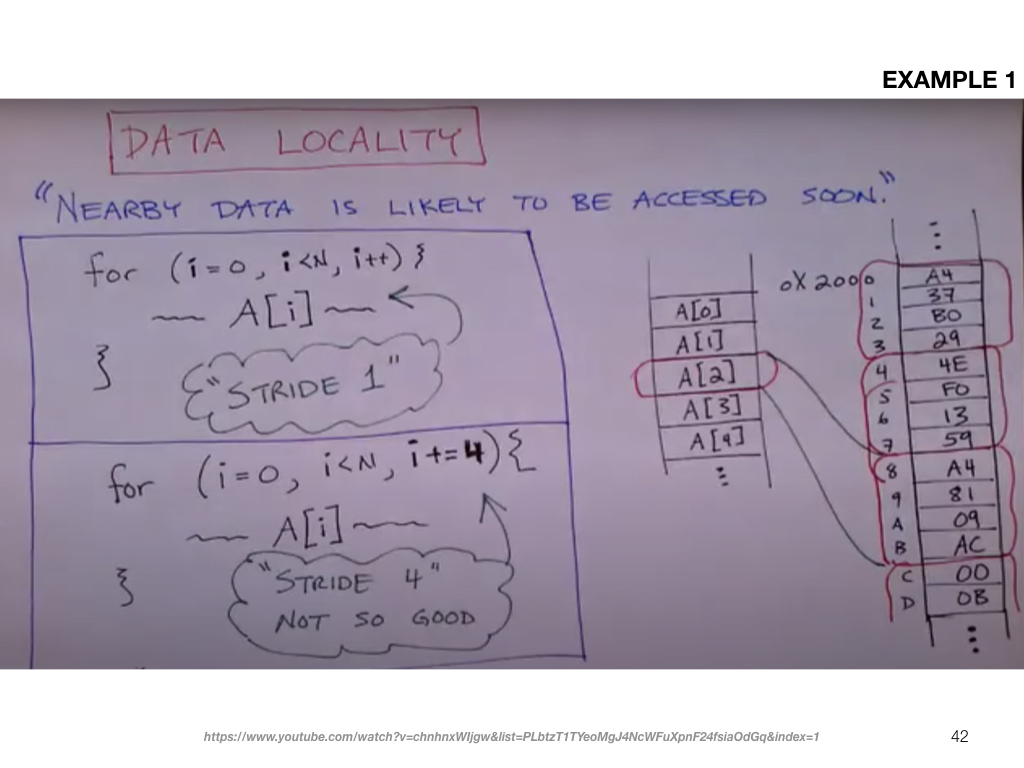 EXAMPLE 1
DATA LOCALITY
"NEARBY DATA IS LIKELY TO BE ACCESSED SOON."
for (i=0, i<N, i++) }
A[i]
}
"STRIDE 1"
for (i=0, i<N, i+=4){
A[i]
}
"STRIDE 4"
NOT SO GOOD
A[0]
A[1]
A[2]
A[3]
A[4]
⋮
⋮
0X2000 A4
1 37
2 B0
3 29
4 4E
5 F0
6 13
7 59
8 A4
9 81
A 09
B AC
C 0D
D 0B
⋮
https://www.youtube.com/watch?v=chnhnxWIjgw&list=PLbtzT1TYeoMgJ4NcWFuXpnF24fsiaOdGq&index=1
42